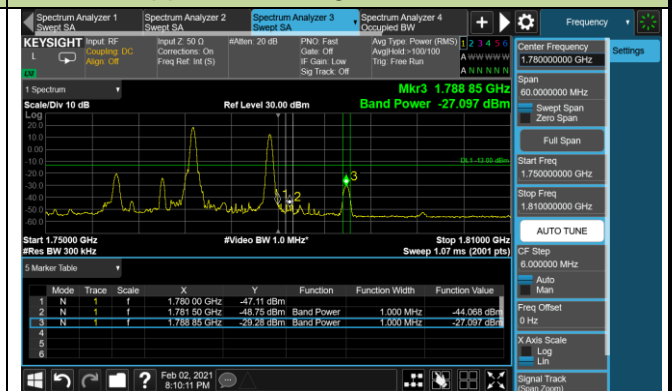 Spectrum Analyzer 1
Swept SA
Spectrum Analyzer 2
Swept SA
Spectrum Analyzer 3
Swept SA
Spectrum Analyzer 4
Occupied BW
Frequency
KEYSIGHT
L
Input: RF
Coupling: DC
Align: Off
Input Z: 50 Ω
Corrections: On
Freq Ref: Int (S)
#Atten: 20 dB
PNO: Fast
Gate: Off
IF Gain: Low
Sig Track: Off
Avg Type: Power (RMS)
Avg|Hold >100/100
Trig: Free Run
1 2 3 4 5 6
A W W W W W
A N N N N N
1 Spectrum
Scale/Div 10 dB
Log
Ref Level 30.00 dBm
Mkr3 1.788 85 GHz
Band Power -27.097 dBm
20.0
10.0
0.00
-10.0
-20.0
-30.0
-40.0
-50.0
-60.0
DL1 -13.00 dBm
1
2
3
Start 1.75000 GHz
#Res BW 300 kHz
#Video BW 1.0 MHz*
Stop 1.81000 GHz
Sweep 1.07 ms (2001 pts)
5 Marker Table
Mode Trace Scale X Y Function Function Width Function Value
1 N 1 f 1.780 00 GHz -47.11 dBm
2 N 1 f 1.781 50 GHz -48.75 dBm Band Power 1.000 MHz -44.068 dBm
3 N 1 f 1.788 85 GHz -29.28 dBm Band Power 1.000 MHz -27.097 dBm
4
5
6
Feb 02, 2021
8:10:11 PM
Center Frequency
1.780000000 GHz
Settings
Span
60.0000000 MHz
Swept Span
Zero Span
Full Span
Start Freq
1.750000000 GHz
Stop Freq
1.810000000 GHz
AUTO TUNE
CF Step
6.000000 MHz
Auto
Man
Freq Offset
0 Hz
X Axis Scale
Log
Lin
Signal Track
(Span Zoom)